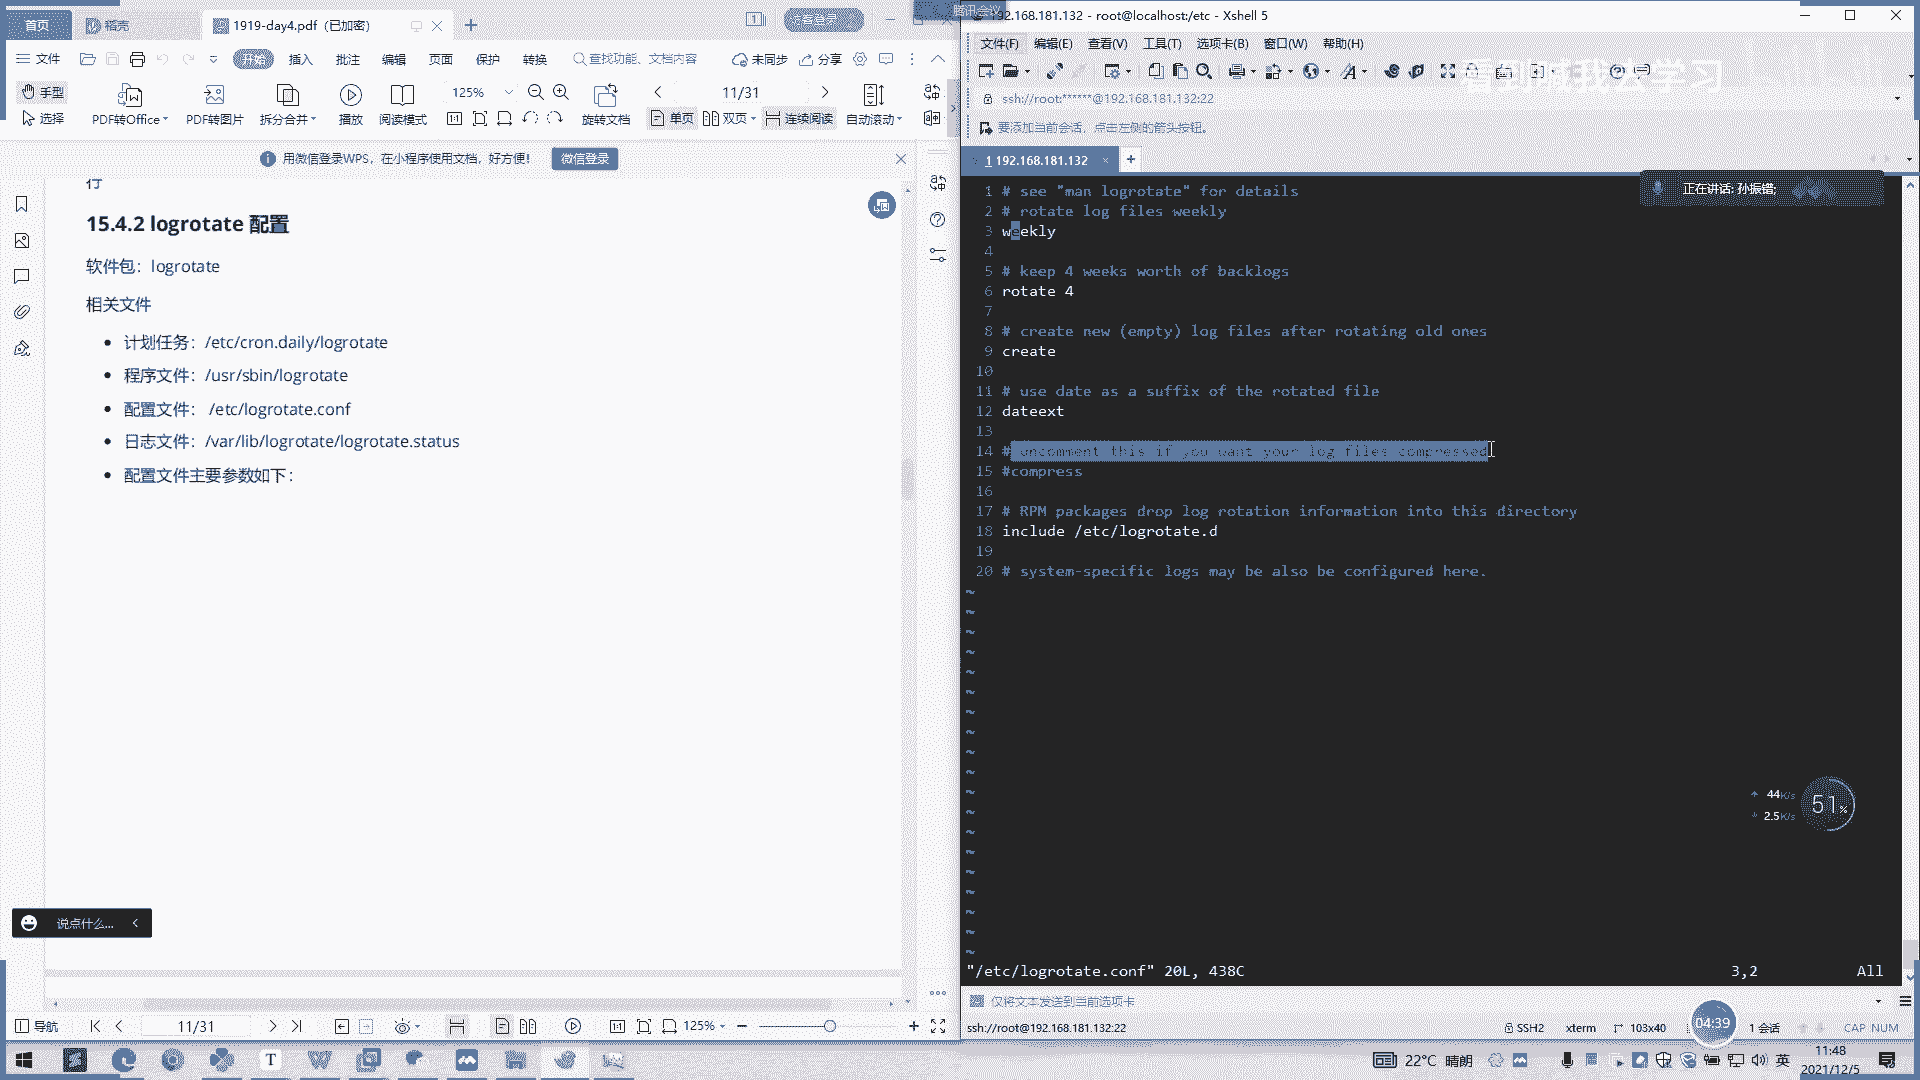 首页
稻壳
1919-day4.pdf (已加密)
1
访客登录
文件
开始
插入
批注
编辑
页面
保护
转换
查找功能、文档内容
未同步
分享
手型
选择
PDF转Office
PDF转图片
拆分合并
播放
阅读模式
125%
旋转文档
11/31
单页
双页
连续阅读
自动滚动
用微信登录WPS，在小程序使用文档，好方便！
微信登录
行
15.4.2 logrotate 配置
软件包：logrotate
相关文件
计划任务：/etc/cron.daily/logrotate
程序文件：/usr/sbin/logrotate
配置文件： /etc/logrotate.conf
日志文件：/var/lib/logrotate/logrotate.status
配置文件主要参数如下：
说点什么...
导航
11/31
125%
腾讯会议
192.168.181.132 - root@localhost:/etc - Xshell 5
文件(F)
编辑(E)
查看(V)
工具(T)
选项卡(B)
窗口(W)
帮助(H)
看到喊我去学习
ssh://root:******@192.168.181.132:22
要添加当前会话，点击左侧的箭头按钮。
1 192.168.181.132
正在讲话: 孙振锴;
1 # see "man logrotate" for details
2 # rotate log files weekly
3 weekly
4
5 # keep 4 weeks worth of backlogs
6 rotate 4
7
8 # create new (empty) log files after rotating old ones
9 create
10
11 # use date as a suffix of the rotated file
12 dateext
13
14 # uncomment this if you want your log files compressed
15 #compress
16
17 # RPM packages drop log rotation information into this directory
18 include /etc/logrotate.d
19
20 # system-specific logs may be also be configured here.
44K/s
2.5K/s
51%
"/etc/logrotate.conf" 20L, 438C
3,2
All
仅将文本发送到当前选项卡
ssh://root@192.168.181.132:22
SSH2
xterm
103x40
04:39
1 会话
CAP NUM
22°C 晴朗
英
11:48
2021/12/5